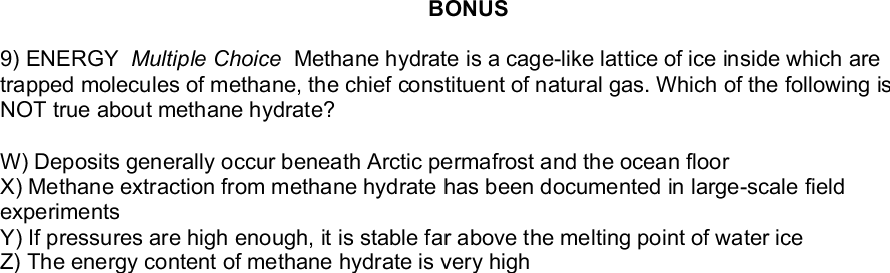 BONUS
9) ENERGY Multiple Choice Methane hydrate is a cage-like lattice of ice inside which are
trapped molecules of methane, the chief constituent of natural gas. Which of the following is
NOT true about methane hydrate?
W) Deposits generally occur beneath Arctic permafrost and the ocean floor
X) Methane extraction from methane hydrate has been documented in large-scale field
experiments
Y) If pressures are high enough, it is stable far above the melting point of water ice
Z) The energy content of methane hydrate is very high